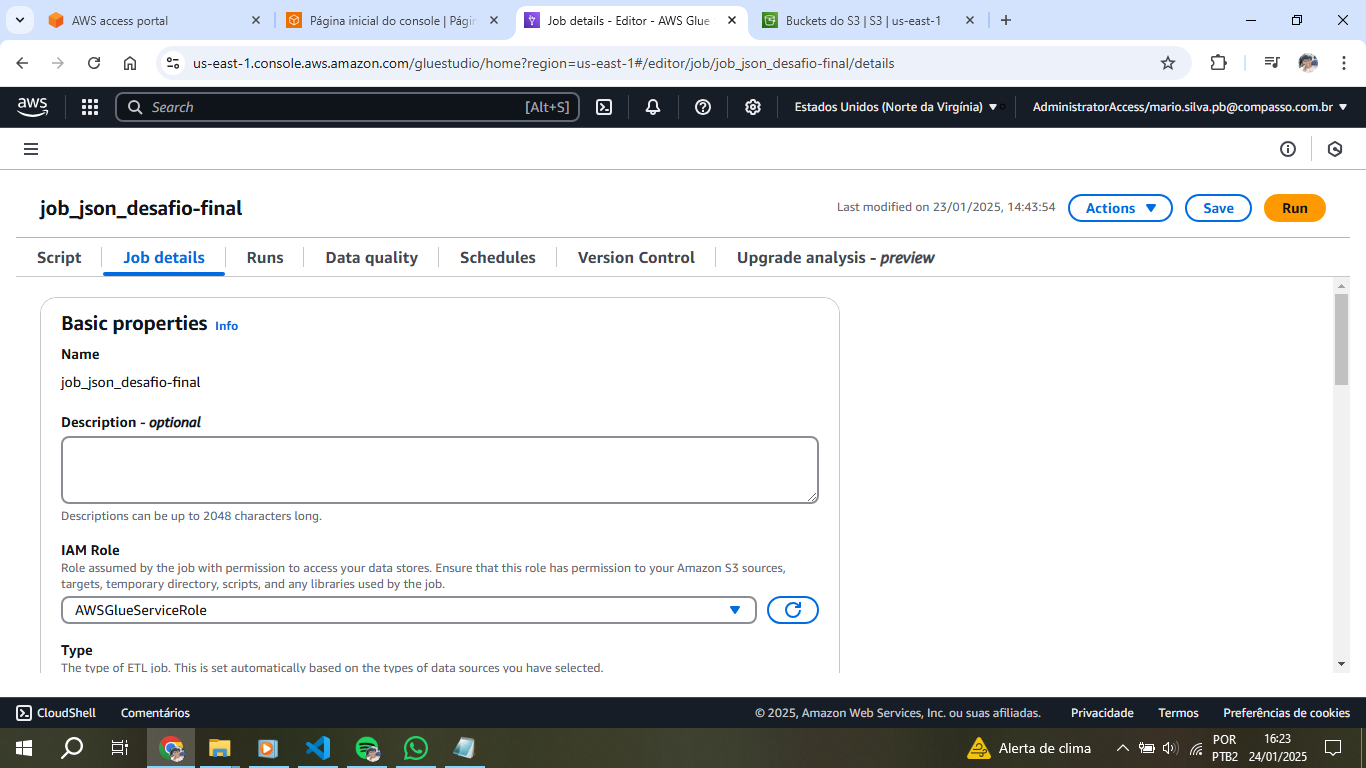 AWS access portal
Página inicial do console | Págin
Job details - Editor - AWS Glue
Buckets do S3 | S3 | us-east-1
us-east-1.console.aws.amazon.com/gluestudio/home?region=us-east-1#/editor/job/job_json_desafio-final/details
aws
Search
[Alt+S]
Estados Unidos (Norte da Virgínia)
AdministratorAccess/mario.silva.pb@compasso.com.br
job_json_desafio-final
Last modified on 23/01/2025, 14:43:54
Actions
Save
Run
Script
Job details
Runs
Data quality
Schedules
Version Control
Upgrade analysis - preview
Basic properties Info
Name
job_json_desafio-final
Description - optional
Descriptions can be up to 2048 characters long.
IAM Role
Role assumed by the job with permission to access your data stores. Ensure that this role has permission to your Amazon S3 sources,
targets, temporary directory, scripts, and any libraries used by the job.
AWSGlueServiceRole
Type
The type of ETL job. This is set automatically based on the types of data sources you have selected.
CloudShell
Comentários
© 2025, Amazon Web Services, Inc. ou suas afiliadas.
Privacidade
Termos
Preferências de cookies
Alerta de clima
POR
PTB2
16:23
24/01/2025